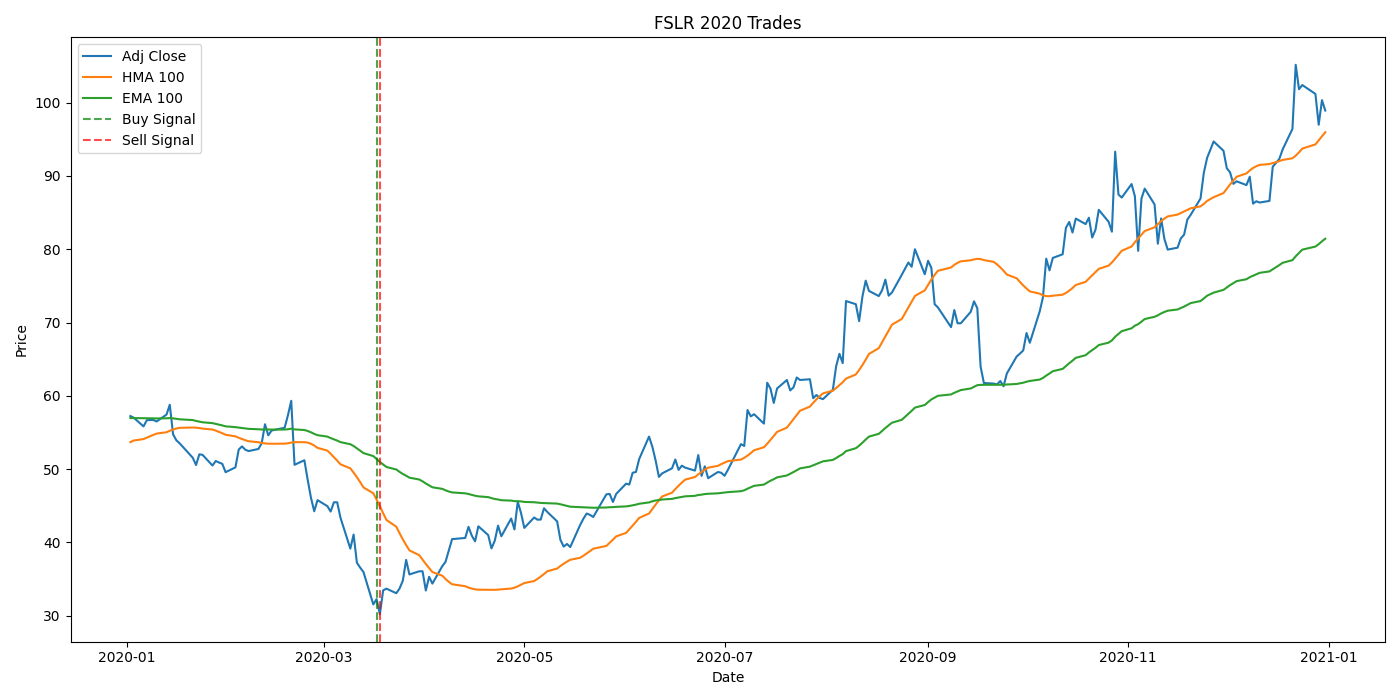 FSLR 2020 Trades
Adj Close
HMA 100
EMA 100
Buy Signal
Sell Signal
Price
100
90
80
70
60
50
40
30
2020-01 2020-03 2020-05 2020-07 2020-09 2020-11 2021-01
Date